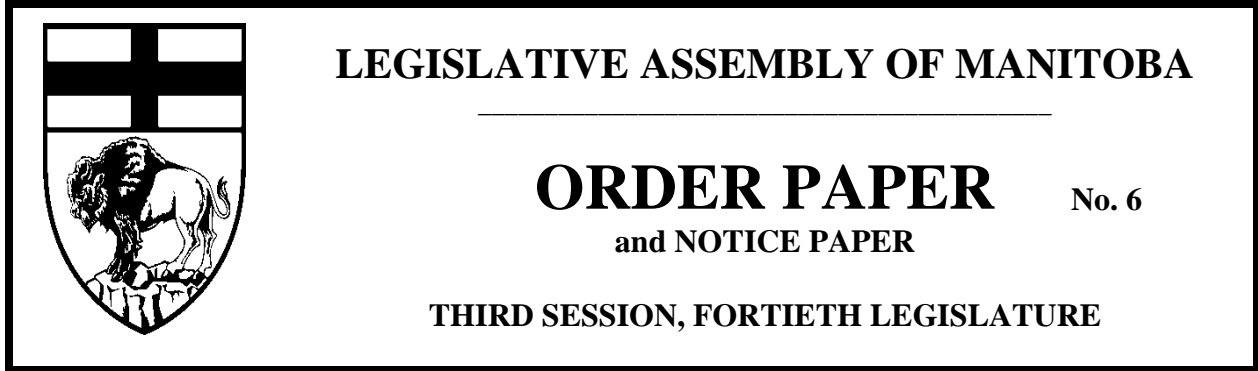 LEGISLATIVE ASSEMBLY OF MANITOBA
ORDER PAPER No. 6
and NOTICE PAPER
THIRD SESSION, FORTIETH LEGISLATURE